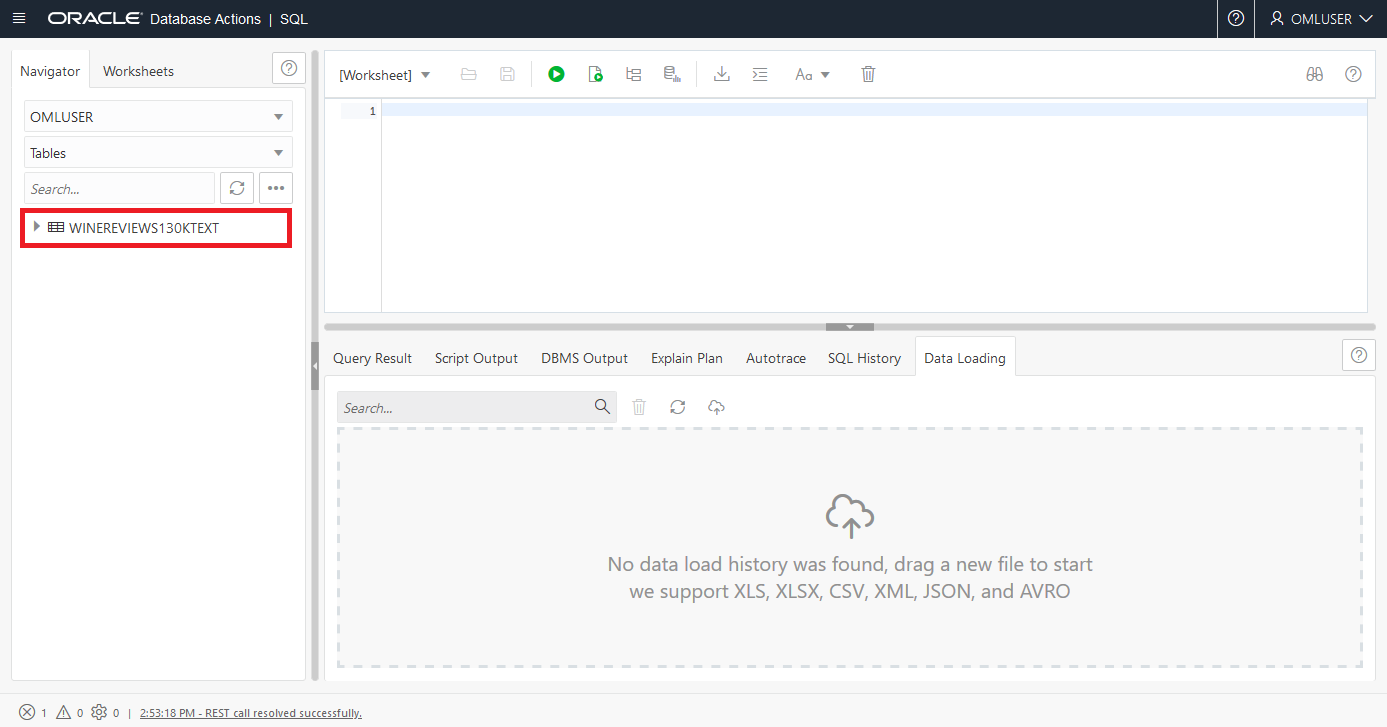 ORACLE Database Actions | SQL
OMLUSER
Navigator
Worksheets
OMLUSER
Tables
Search...
WINEREVIEWS130KTEXT
[Worksheet]
Aa
1
Query Result
Script Output
DBMS Output
Explain Plan
Autotrace
SQL History
Data Loading
Search...
No data load history was found, drag a new file to start
we support XLS, XLSX, CSV, XML, JSON, and AVRO
1 0 0 | 2:53:18 PM - REST call resolved successfully.